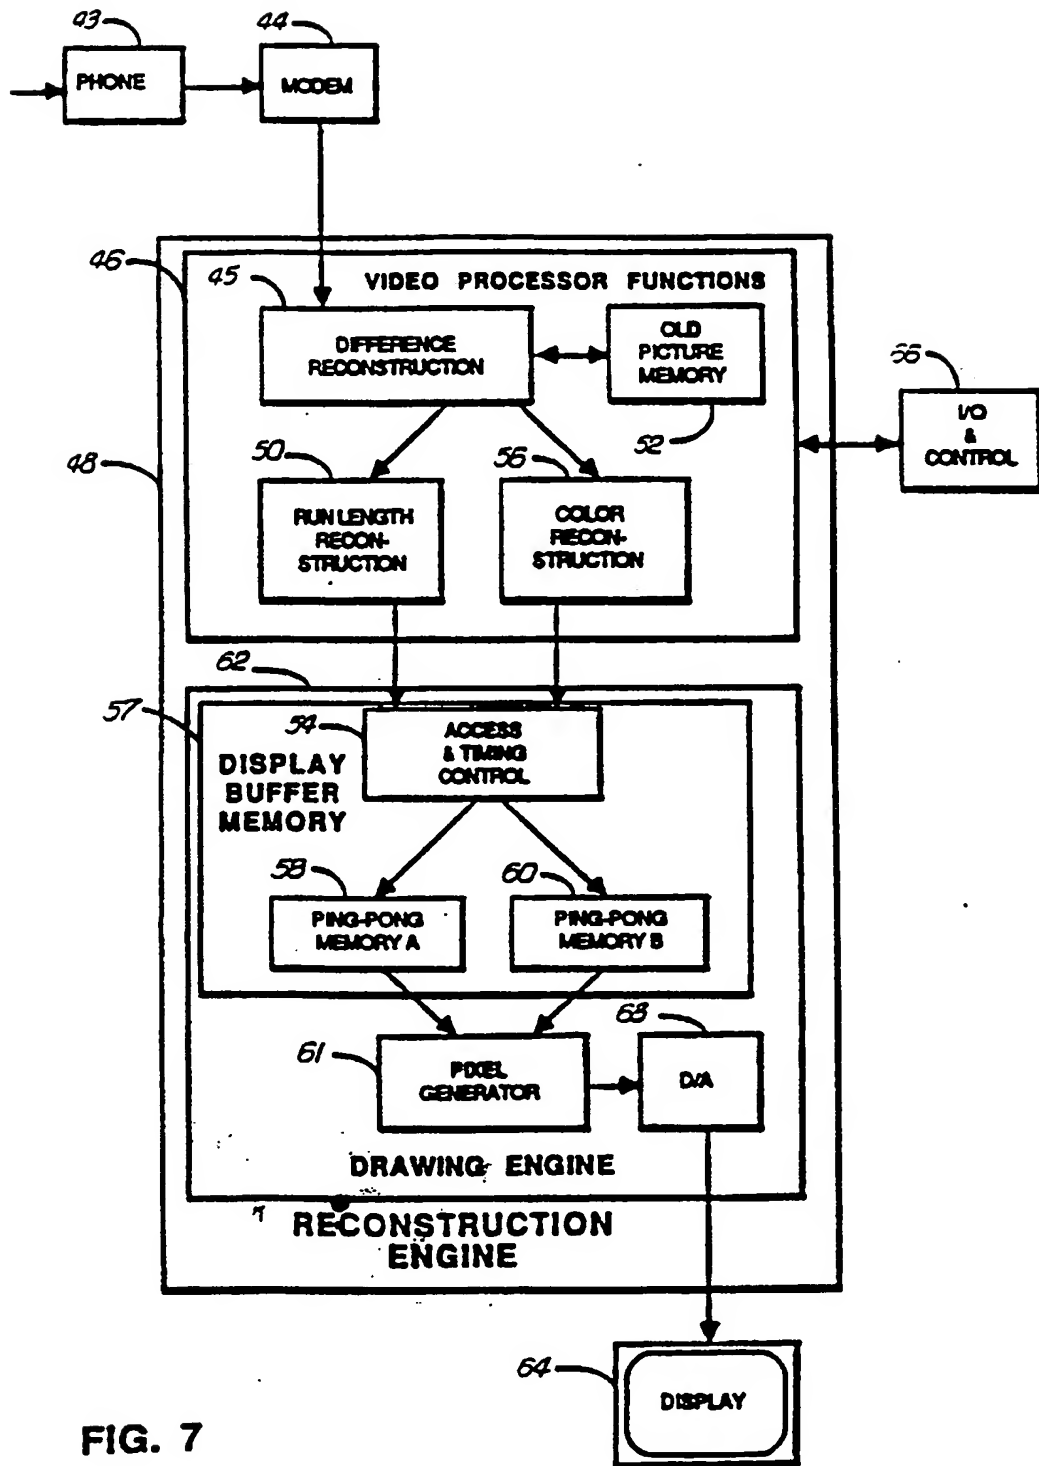 43
44
PHONE
MODEM
46
45
VIDEO PROCESSOR FUNCTIONS
DIFFERENCE
RECONSTRUCTION
OLD
PICTURE
MEMORY
66
I/O
&
CONTROL
52
48
50
56
RUN LENGTH
RECON-
STRUCTION
COLOR
RECON-
STRUCTION
62
57
54
ACCESS
& TIMING
CONTROL
DISPLAY
BUFFER
MEMORY
58
60
PING-PONG
MEMORY A
PING-PONG
MEMORY B
68
61
PIXEL
GENERATOR
D/A
DRAWING ENGINE
RECONSTRUCTION
ENGINE
64
DISPLAY
FIG. 7